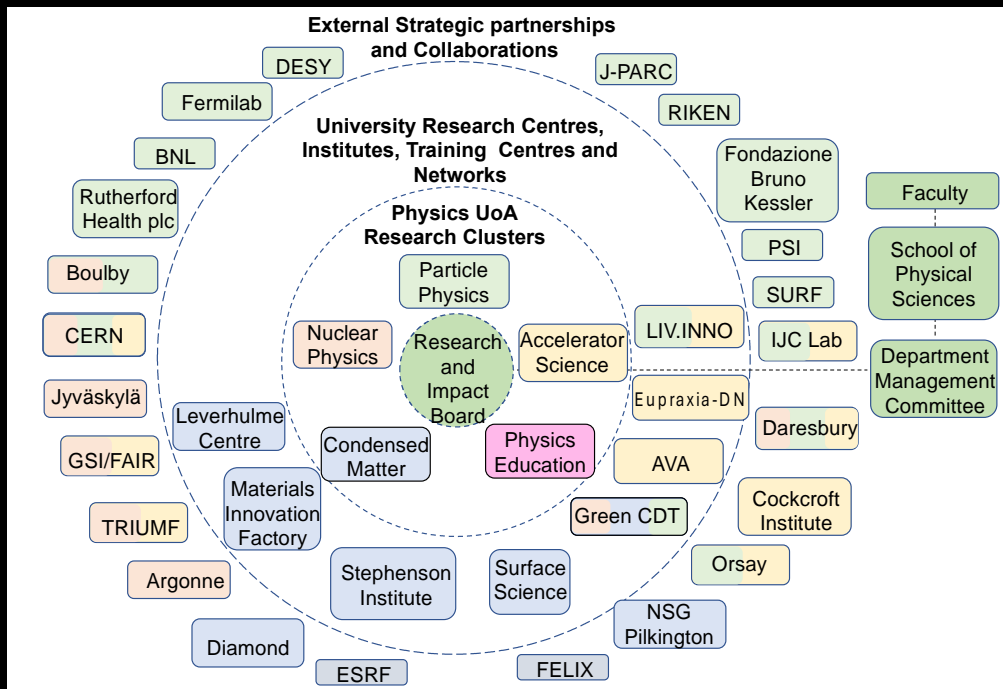 External Strategic partnerships
and Collaborations
DESY
J-PARC
Fermilab
RIKEN
University Research Centres,
Institutes, Training Centres and
Networks
BNL
Fondazione
Bruno
Kessler
Rutherford
Health plc
Faculty
Physics UoA
Research Clusters
PSI
School of
Physical
Sciences
Boulby
Particle
Physics
SURF
CERN
Nuclear
Physics
Research
and
Impact
Board
Accelerator
Science
LIV.INNO
IJC Lab
Department
Management
Committee
Jyväskylä
Eupraxia-DN
Leverhulme
Centre
Daresbury
GSI/FAIR
Condensed
Matter
Physics
Education
AVA
Materials
Innovation
Factory
Cockcroft
Institute
TRIUMF
Green CDT
Orsay
Argonne
Stephenson
Institute
Surface
Science
NSG
Pilkington
Diamond
ESRF
FELIX